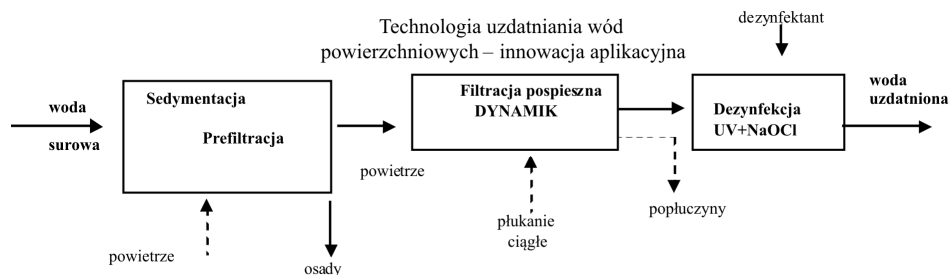 Technologia uzdatniania wód
powierzchniowych – innowacja aplikacyjna
dezynfektant
woda
surowa
Sedymentacja
Prefiltracja
powietrze
osady
powietrze
Filtracja pospieszna
DYNAMIK
płukanie
ciągłe
popłuczyny
Dezynfekcja
UV+NaOCl
woda
uzdatniona